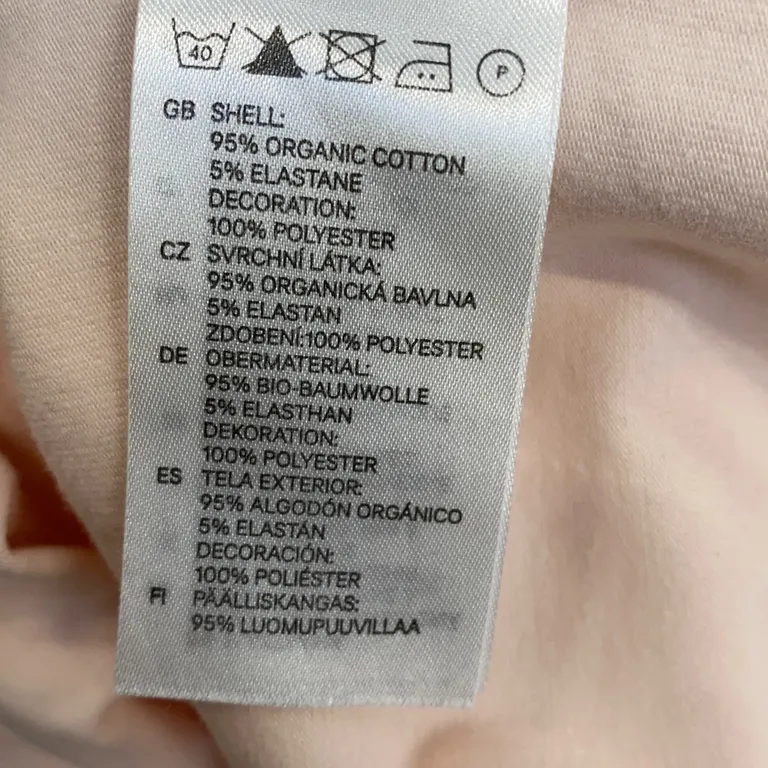 40
P
GB SHELL:
95% ORGANIC COTTON
5% ELASTANE
DECORATION:
100% POLYESTER
CZ SVRCHNÍ LÁTKA:
95% ORGANICKÁ BAVLNA
5% ELASTAN
ZDOBENÍ:100% POLYESTER
DE OBERMATERIAL:
95% BIO-BAUMWOLLE
5% ELASTHAN
DEKORATION:
100% POLYESTER
ES TELA EXTERIOR:
95% ALGODÓN ORGÁNICO
5% ELASTÁN
DECORACIÓN:
100% POLIÉSTER
FI PÄÄLLISKANGAS:
95% LUOMUPUUVILLAA